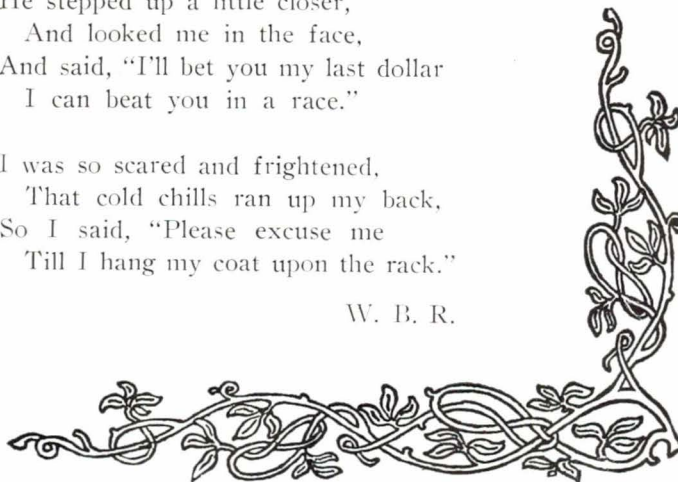 He stepped up a little closer,
And looked me in the face,
And said, "I'll bet you my last dollar
I can beat you in a race."
I was so scared and frightened,
That cold chills ran up my back,
So I said, "Please excuse me
Till I hang my coat upon the rack."
W. B. R.